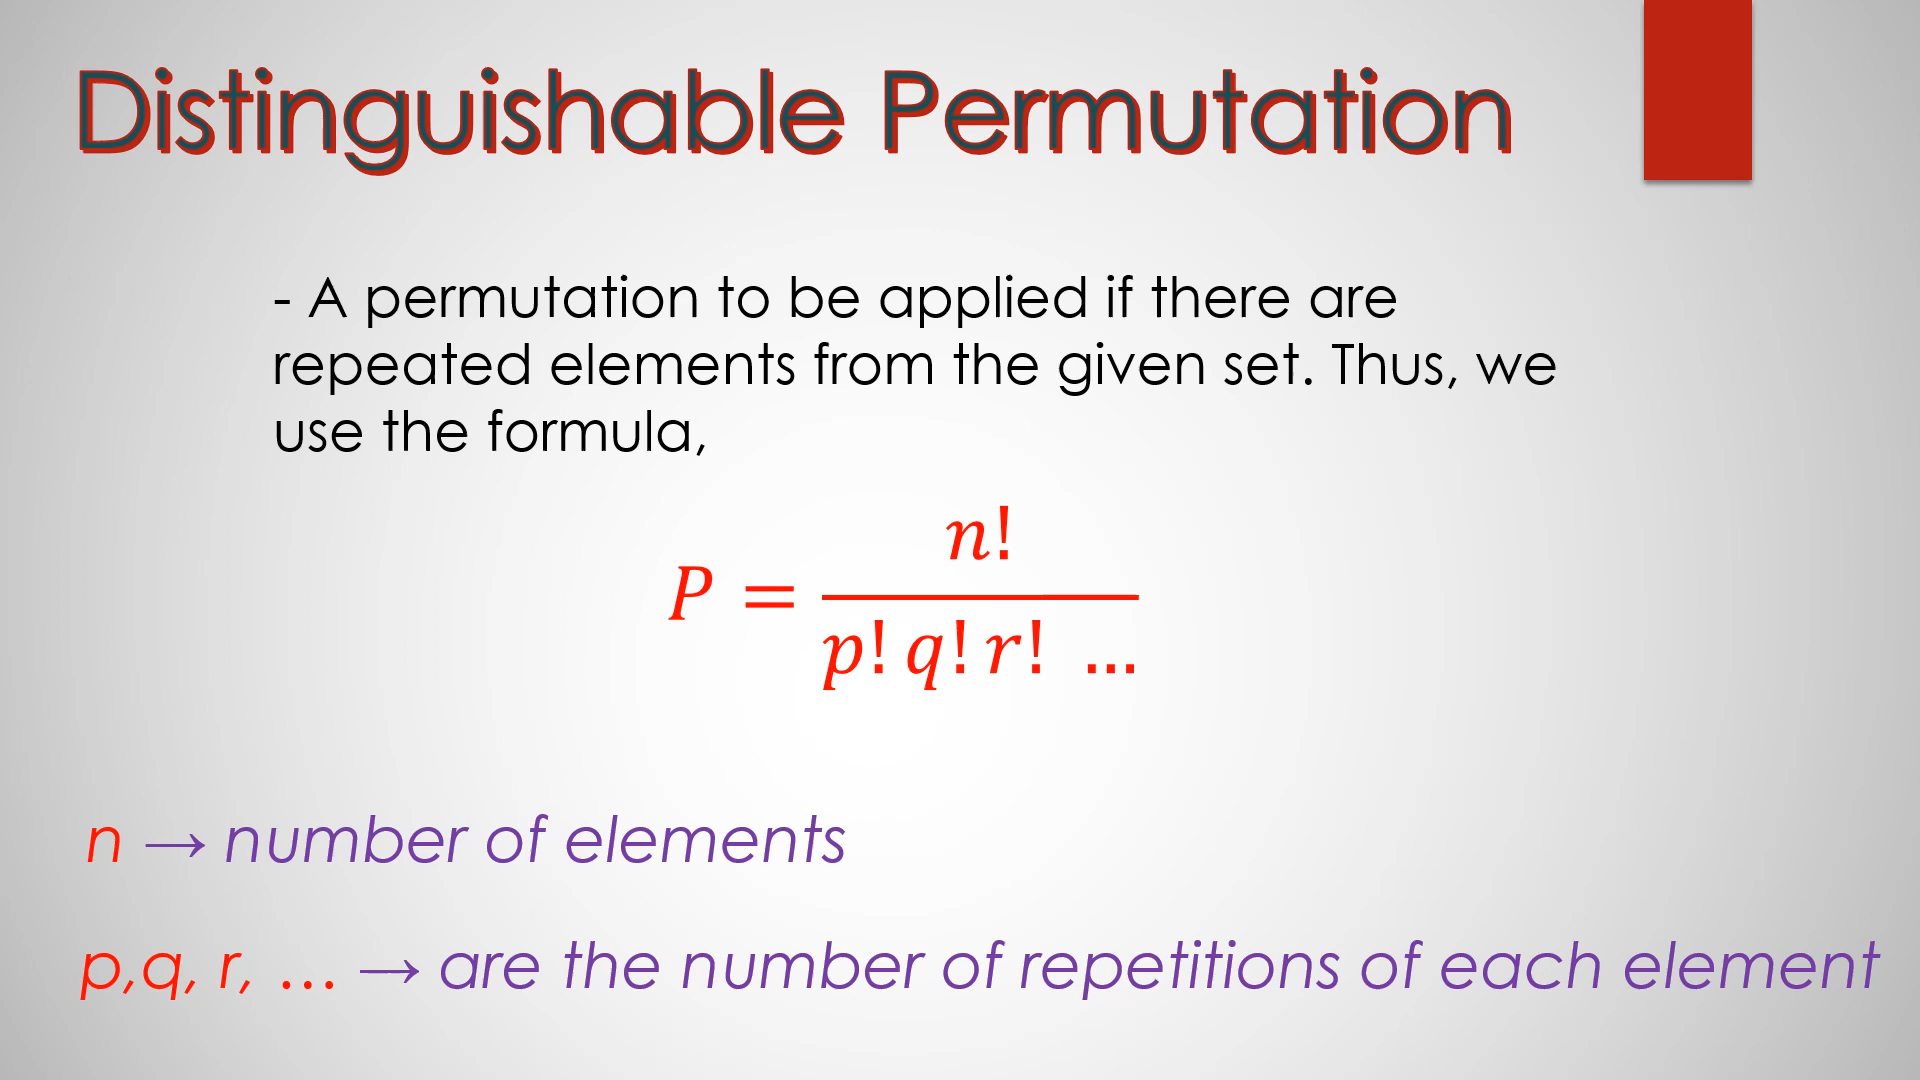 Distinguishable Permutation
- A permutation to be applied if there are
repeated elements from the given set. Thus, we
use the formula,
P = n! / p! q! r! ...
n → number of elements
p,q, r, … → are the number of repetitions of each element